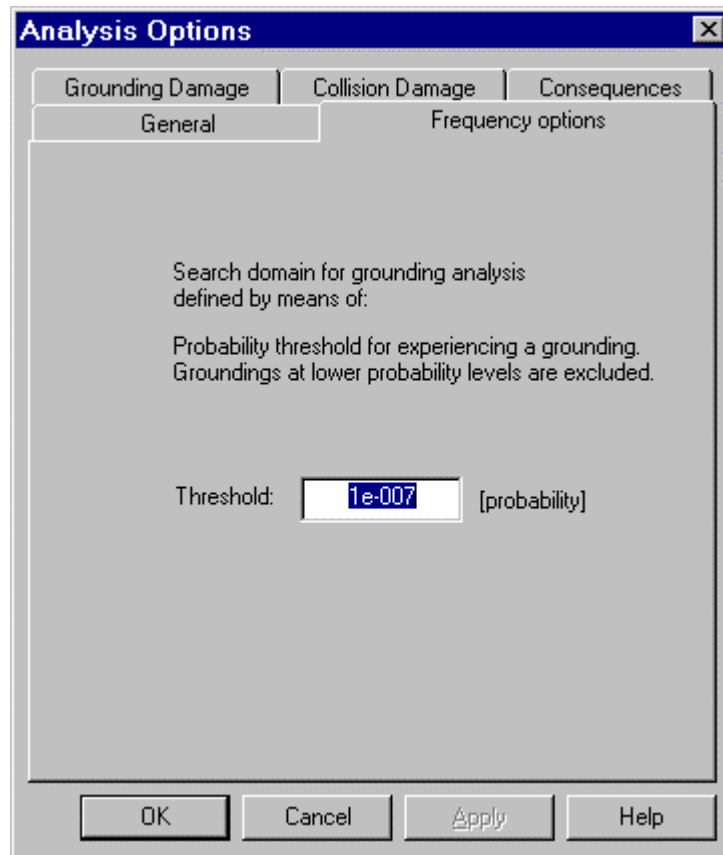 Analysis Options
Grounding Damage
Collision Damage
Consequences
General
Frequency options
Search domain for grounding analysis
defined by means of:
Probability threshold for experiencing a grounding.
Groundings at lower probability levels are excluded.
Threshold: 1e-007 [probability]
OK
Cancel
Apply
Help